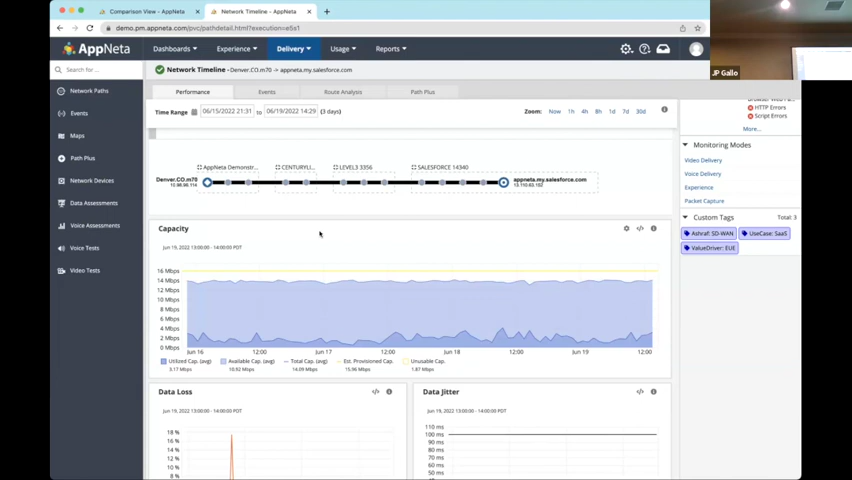 Comparison View - AppNeta
Network Timeline - AppNeta
demo.pm.appneta.com/pvc/pathdetail.html?execution=e5s1
AppNeta
Dashboards
Experience
Delivery
Usage
Reports
JP Gallo
Search for ...
Network Timeline - Denver.CO.m70 -> appneta.my.salesforce.com
Network Paths
Events
Maps
Path Plus
Network Devices
Data Assessments
Voice Assessments
Voice Tests
Video Tests
Performance
Events
Route Analysis
Path Plus
Time Range
06/15/2022 21:31
to
06/19/2022 14:29
(3 days)
Zoom:
Now
1h
4h
8h
1d
7d
30d
AppNeta Demonstr...
CENTURYLI...
LEVEL3 3356
SALESFORCE 14340
Denver.CO.m70
appneta.my.salesforce.com
Capacity
Jun 19, 2022 13:00:00 - 14:00:00 PDT
16 Mbps
14 Mbps
12 Mbps
10 Mbps
8 Mbps
6 Mbps
4 Mbps
2 Mbps
0 Mbps
Jun 16
12:00
Jun 17
12:00
Jun 18
12:00
Jun 19
12:00
Utilized Cap. (avg)
Available Cap. (avg)
Total Cap. (avg)
Est. Provisioned Cap.
Unusable Cap.
3.17 Mbps
10.92 Mbps
14.09 Mbps
15.96 Mbps
1.87 Mbps
Data Loss
Jun 19, 2022 13:00:00 - 14:00:00 PDT
18 %
16 %
14 %
12 %
10 %
Data Jitter
Jun 19, 2022 13:00:00 - 14:00:00 PDT
110 ms
100 ms
90 ms
80 ms
70 ms
60 ms
50 ms
HTTP Errors
Script Errors
More...
Monitoring Modes
Video Delivery
Voice Delivery
Experience
Packet Capture
Custom Tags
Total: 3
Ashraf: SD-WAN
UseCase: SaaS
ValueDriver: EUE